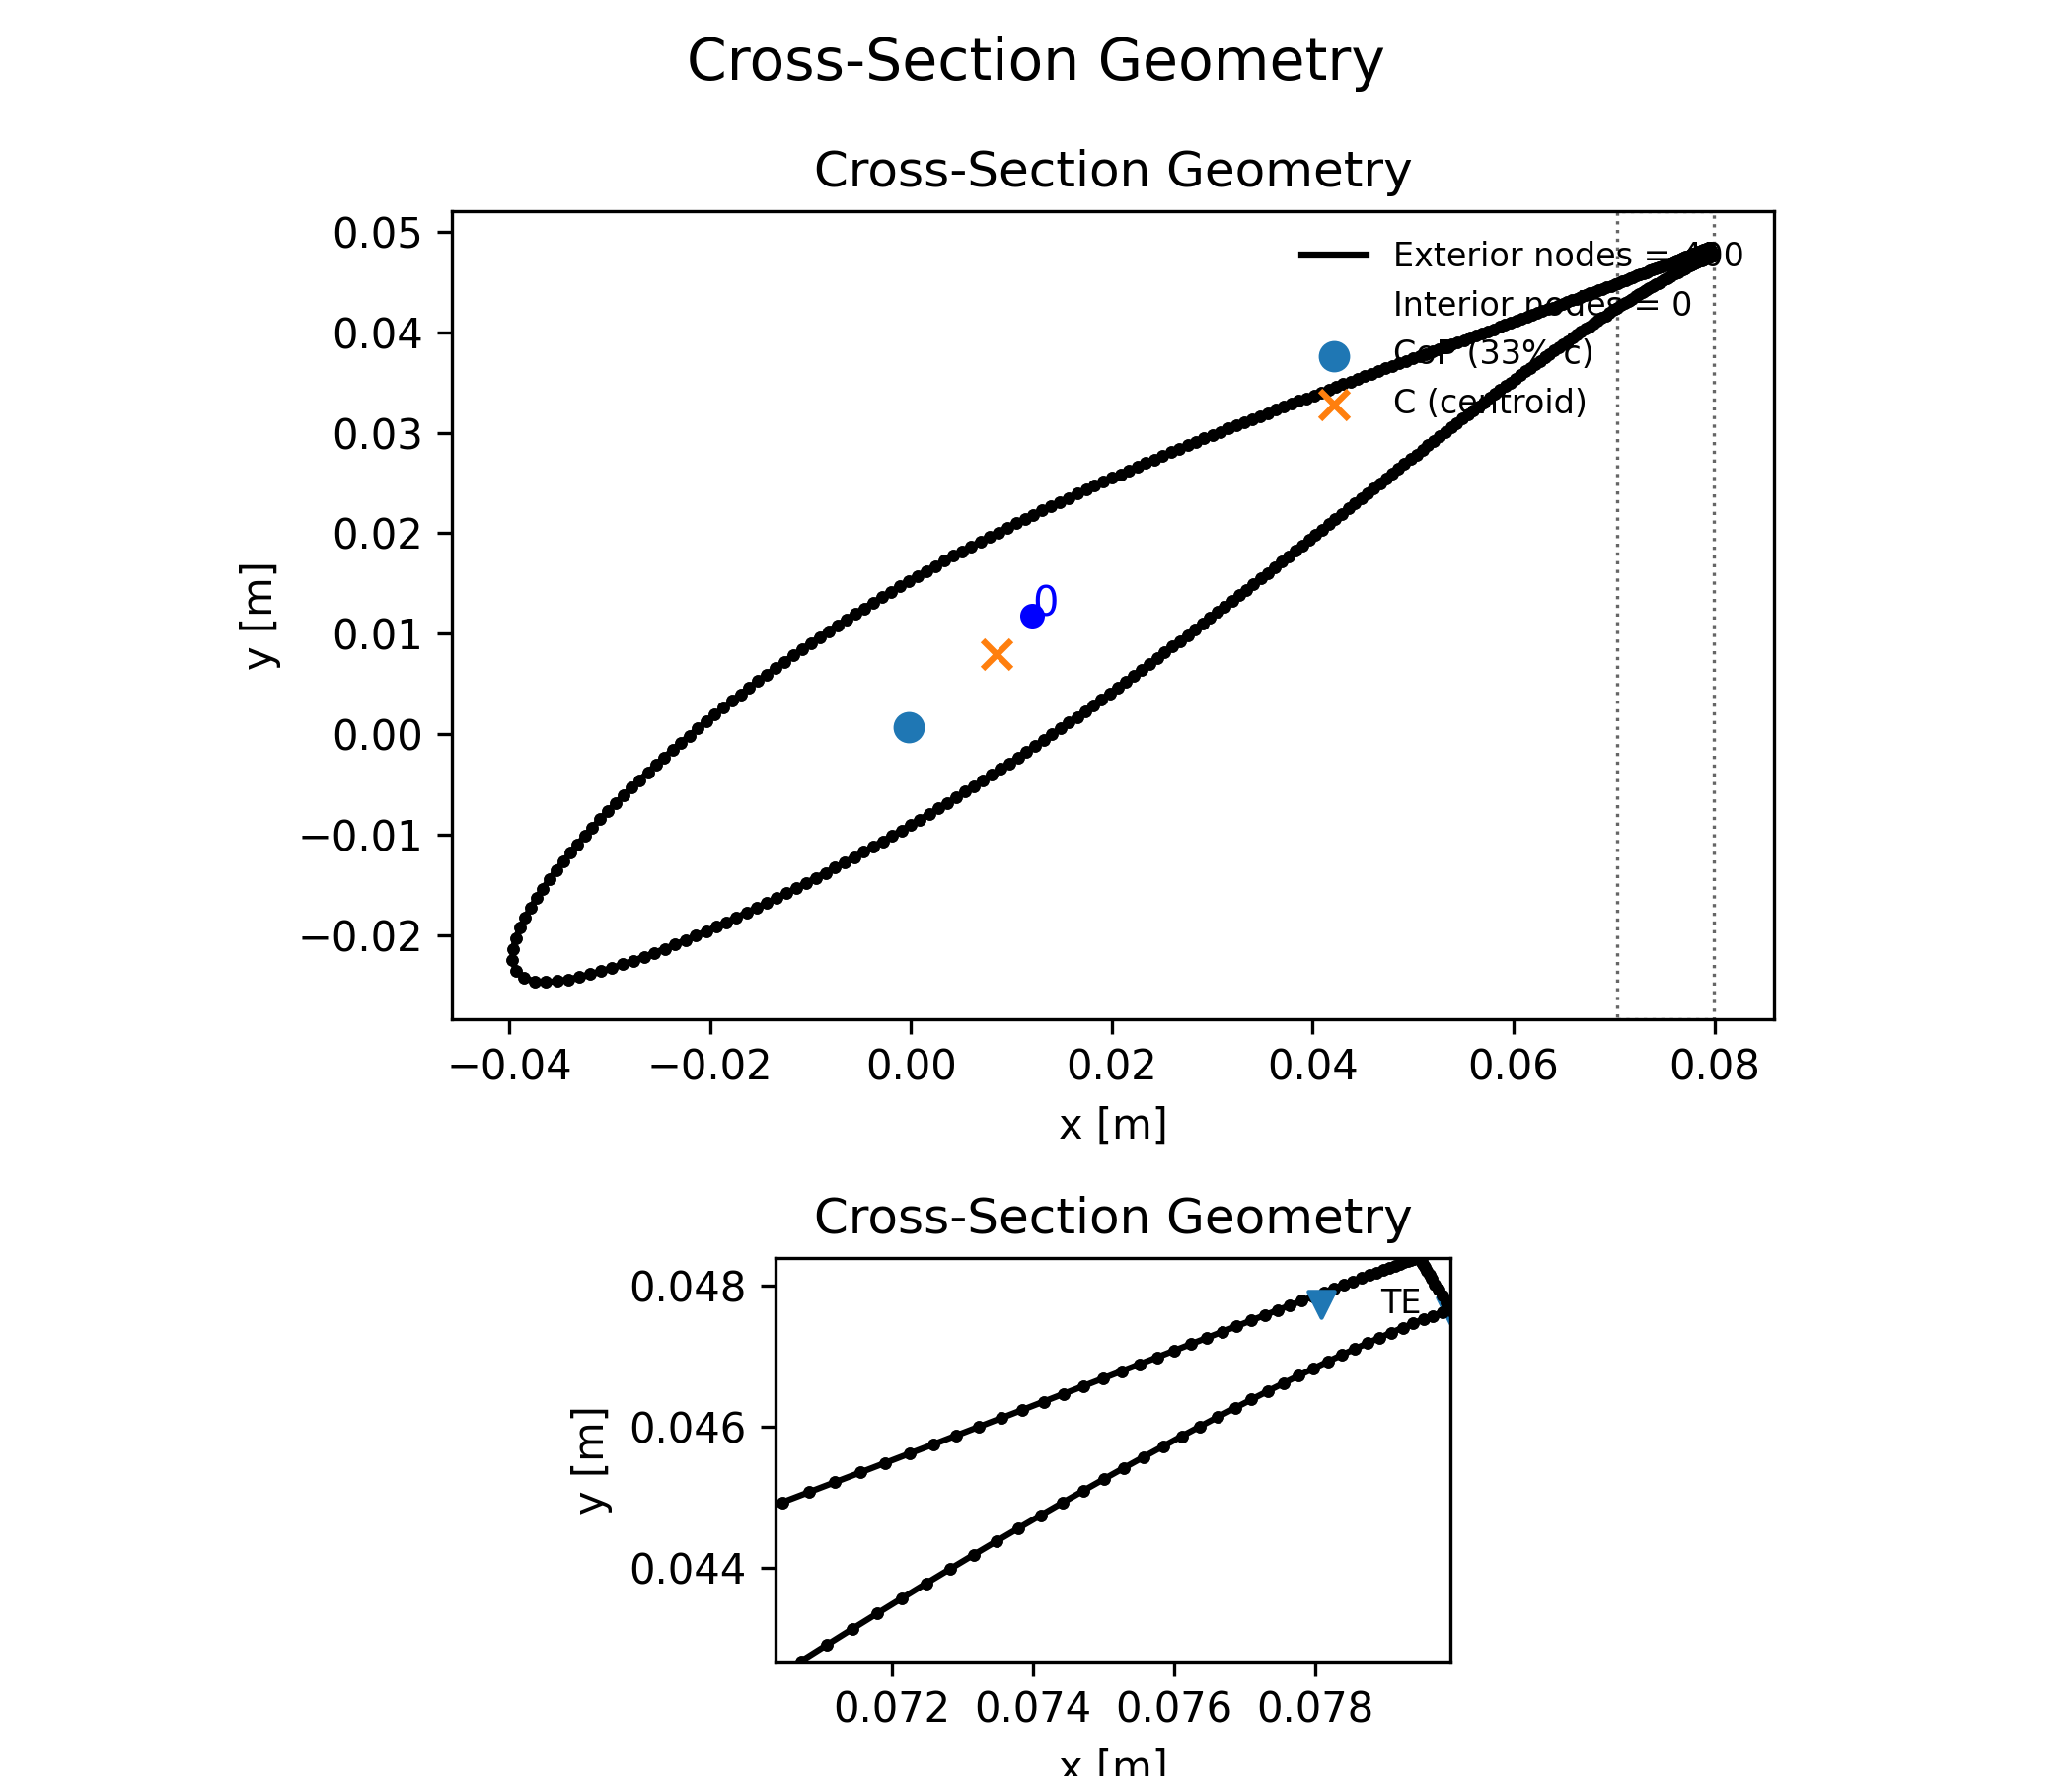 Cross-Section Geometry
Cross-Section Geometry
0.05
0.04
0.03
0.02
0.01
0.00
−0.01
−0.02
y [m]
Exterior nodes = 400
Interior nodes = 0
CoP (33% c)
C (centroid)
0
−0.04 −0.02 0.00 0.02 0.04 0.06 0.08
x [m]
Cross-Section Geometry
0.048
0.046
0.044
y [m]
TE
0.072 0.074 0.076 0.078
x [m]